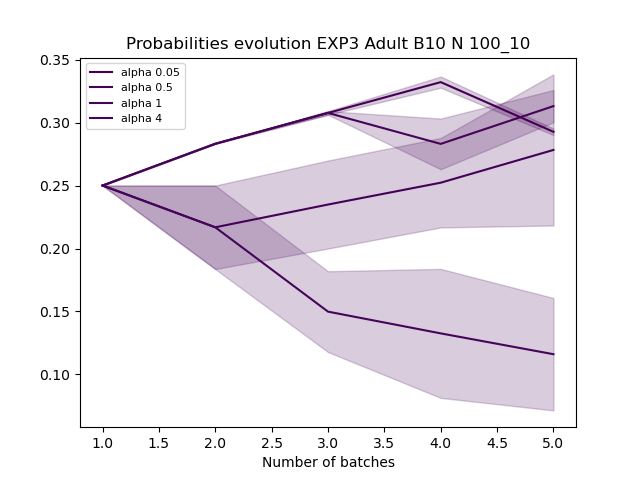 Probabilities evolution EXP3 Adult B10 N 100_10
alpha 0.05
alpha 0.5
alpha 1
alpha 4
0.35
0.30
0.25
0.20
0.15
0.10
1.0 1.5 2.0 2.5 3.0 3.5 4.0 4.5 5.0
Number of batches